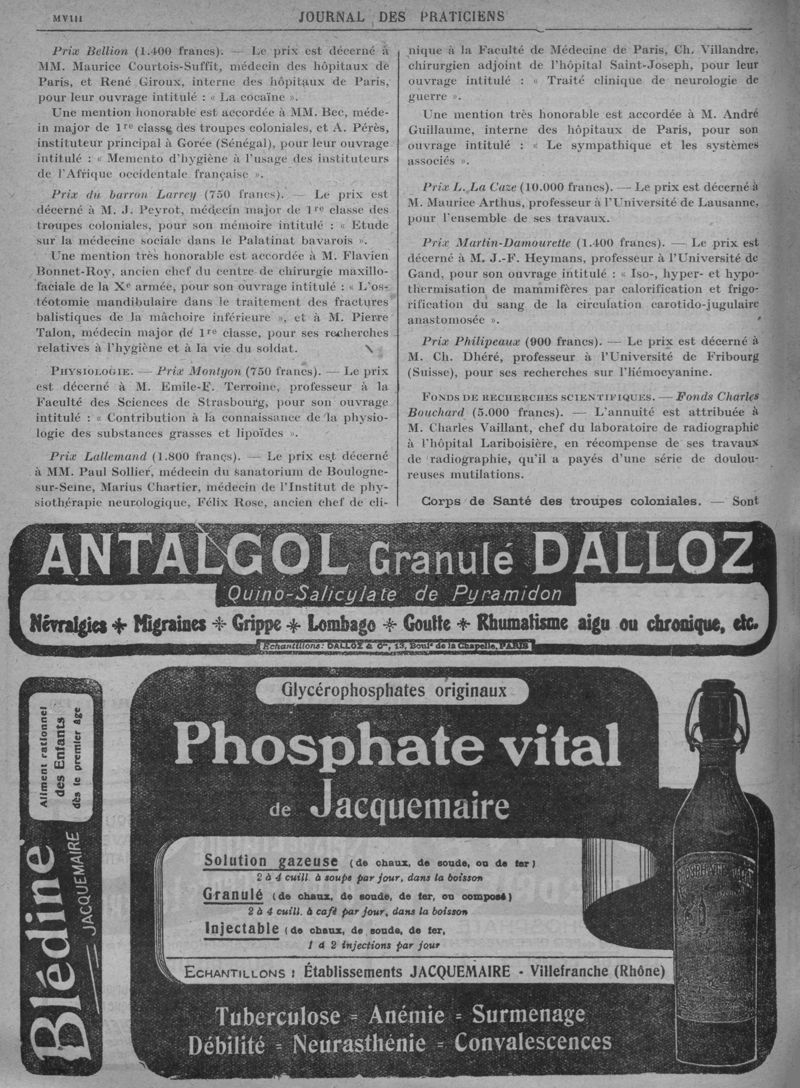 MVIII
JOURNAL DES PRATICIENS
Prix Bellion (1.400 francs). — Le prix est décerné à
MM. Maurice Courtois-Suffit, médecin des hôpitaux de
Paris, et René Giroux, interne des hôpitaux de Paris,
pour leur ouvrage intitulé : « La cocaïne ».
Une mention honorable est accordée à MM. Bec, méde-
in major de 1re classe des troupes coloniales, et A. Pérès,
instituteur principal à Gorée (Sénégal), pour leur ouvrage
intitulé : « Memento d'hygiène à l'usage des instituteurs
de l'Afrique occidentale française ».
Prix du barron Larrey (750 francs). — Le prix est
décerné à M. J. Peyrot, médecin major de 1re classe des
troupes coloniales, pour son mémoire intitulé : « Etude
sur la médecine sociale dans le Palatinat bavarois ».
Une mention très honorable est accordée à M. Flavien
Bonnet-Roy, ancien chef du centre de chirurgie maxillo-
faciale de la Xe armée, pour son ouvrage intitulé : « L'os-
téotomie mandibulaire dans le traitement des fractures
balistiques de la mâchoire inférieure », et à M. Pierre
Talon, médecin major de 1re classe, pour ses recherches
relatives à l'hygiène et à la vie du soldat.
PHYSIOLOGIE. — Prix Montyon (750 francs). — Le prix
est décerné à M. Emile-F. Terroine, professeur à la
Faculté des Sciences de Strasbourg, pour son ouvrage
intitulé : « Contribution à la connaissance de la physio-
logie des substances grasses et lipoïdes ».
Prix Lallemand (1.800 francs). — Le prix est décerné
à MM. Paul Sollier, médecin du sanatorium de Boulogne-
sur-Seine, Marius Chartier, médecin de l'Institut de phy-
siothérapie neurologique, Félix Rose, ancien chef de cli-
nique à la Faculté de Médecine de Paris, Ch. Villandre,
chirurgien adjoint de l'hôpital Saint-Joseph, pour leur
ouvrage intitulé : « Traité clinique de neurologie de
guerre ».
Une mention très honorable est accordée à M. André
Guillaume, interne des hôpitaux de Paris, pour son
ouvrage intitulé : « Le sympathique et les systèmes
associés ».
Prix L. La Caze (10.000 francs). — Le prix est décerné à
M. Maurice Arthus, professeur à l'Université de Lausanne,
pour l'ensemble de ses travaux.
Prix Martin-Damourette (1.400 francs). — Le prix est
décerné à M. J.-F. Heymans, professeur à l'Université de
Gand, pour son ouvrage intitulé : « Iso-, hyper- et hypo-
thermisation de mammifères par calorification et frigo-
rification du sang de la circulation carotido-jugulaire
anastomosée ».
Prix Philipeaux (900 francs). — Le prix est décerné à
M. Ch. Dhéré, professeur à l'Université de Fribourg
(Suisse), pour ses recherches sur l'hémocyanine.
FONDS DE RECHERCHES SCIENTIFIQUES. — Fonds Charles
Bouchard (5.000 francs). — L'annuité est attribuée à
M. Charles Vaillant, chef du laboratoire de radiographie
à l'hôpital Lariboisière, en récompense de ses travaux
de radiographie, qu'il a payés d'une série de doulou-
reuses mutilations.
Corps de Santé des troupes coloniales. — Sont
ANTALGOL Granulé DALLOZ
Quino-Salicylate de Pyramidon
Névralgies * Migraines * Grippe * Lombago * Goutte * Rhumatisme aigu ou chronique, etc.
Echantillons: DALLOZ & Cie, 13, Bould de la Chapelle, PARIS
Aliment rationnel
des Enfants
dès le premier âge
Blédine
JACQUEMAIRE
Glycérophosphates originaux
Phosphate vital
de Jacquemaire
Solution gazeuse (de chaux, de soude, ou de fer)
2 à 4 cuill. à soupe par jour, dans la boisson
Granulé (de chaux, de soude, de fer, ou composé)
2 à 4 cuill. à café par jour, dans la boisson
Injectable (de chaux, de soude, de fer,
1 à 2 injections par jour
ECHANTILLONS : Établissements JACQUEMAIRE - Villefranche (Rhône)
Tuberculose = Anémie = Surmenage
Débilité = Neurasthénie = Convalescences